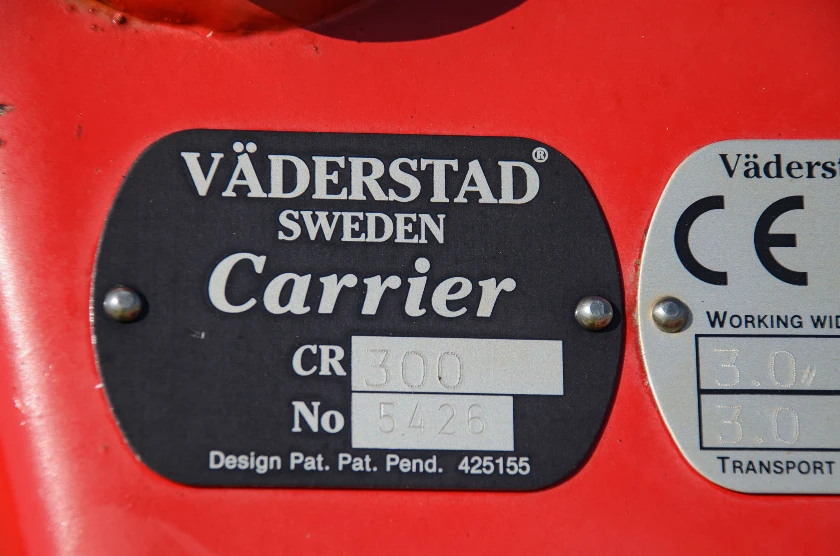 VÄDERSTAD®
SWEDEN
Carrier
CR 300
No 5426
Design Pat. Pat. Pend. 425155
CE
WORKING
3.0
3.0
TRANSPORT